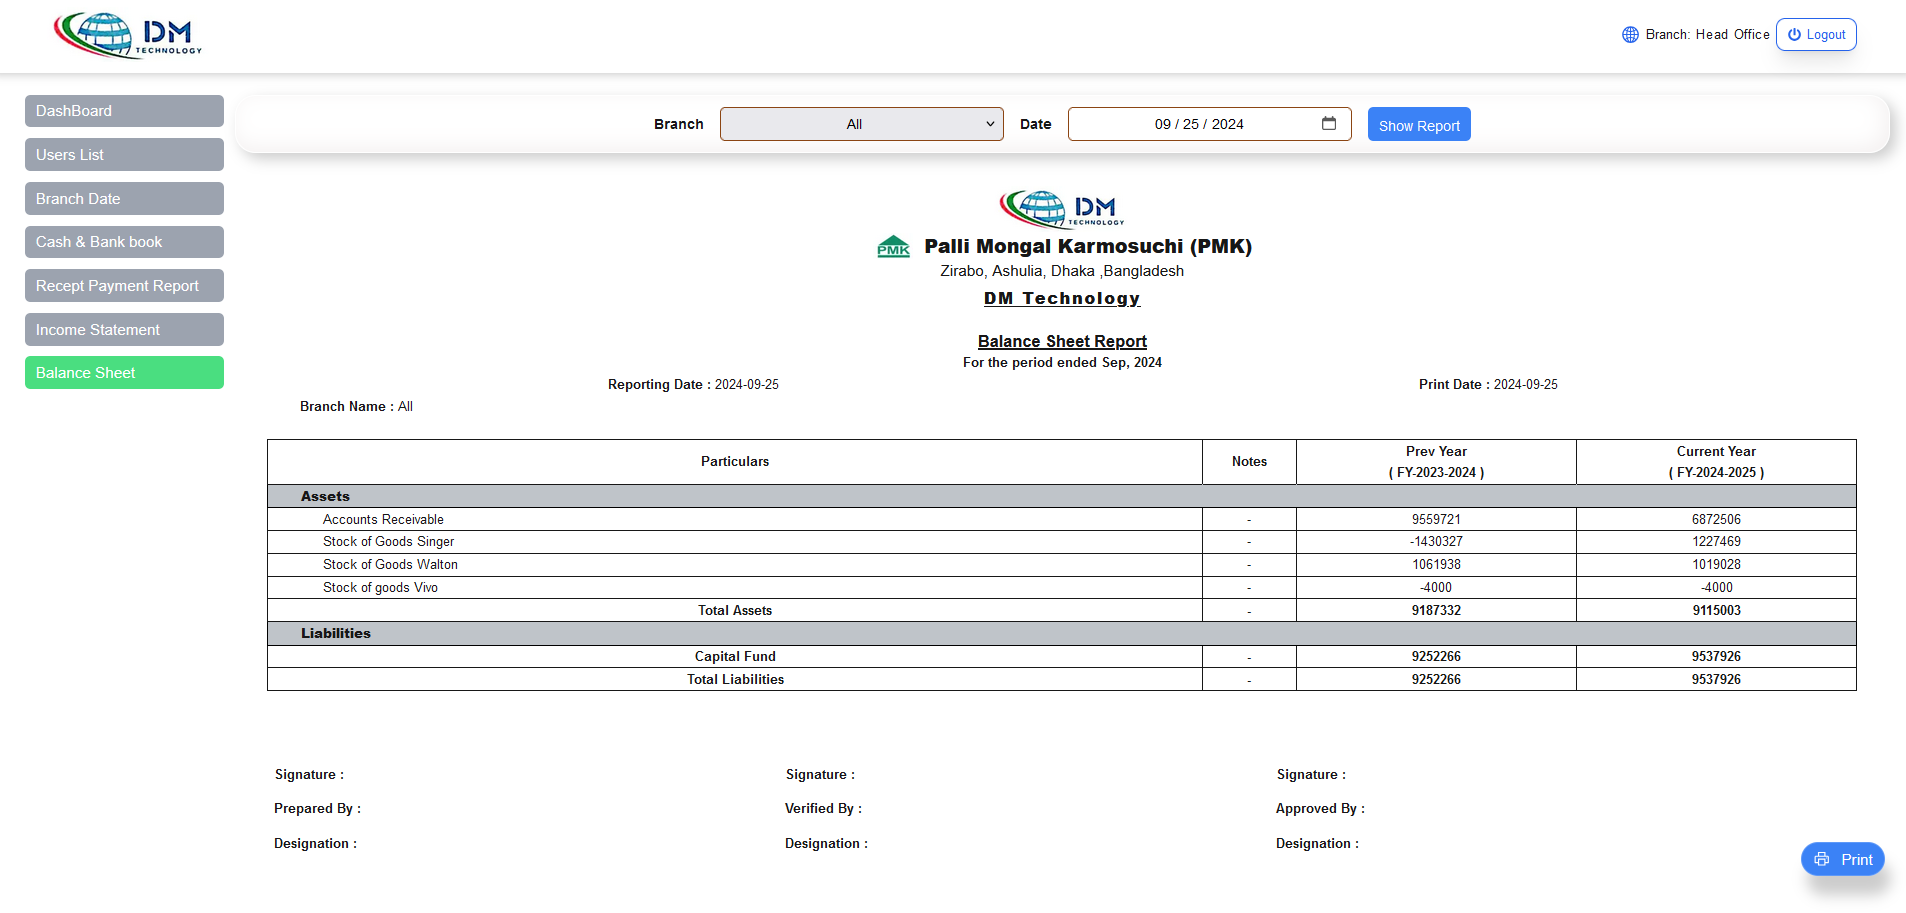 DM
TECHNOLOGY
Branch: Head Office
Logout
DashBoard
Users List
Branch Date
Cash & Bank book
Recept Payment Report
Income Statement
Balance Sheet
Branch All Date 09 / 25 / 2024 Show Report
DM
TECHNOLOGY
PMK Palli Mongal Karmosuchi (PMK)
Zirabo, Ashulia, Dhaka ,Bangladesh
DM Technology
Balance Sheet Report
For the period ended Sep, 2024
Reporting Date : 2024-09-25 Print Date : 2024-09-25
Branch Name : All
Particulars Notes Prev Year ( FY-2023-2024 ) Current Year ( FY-2024-2025 )
Assets
Accounts Receivable - 9559721 6872506
Stock of Goods Singer - -1430327 1227469
Stock of Goods Walton - 1061938 1019028
Stock of goods Vivo - -4000 -4000
Total Assets - 9187332 9115003
Liabilities
Capital Fund - 9252266 9537926
Total Liabilities - 9252266 9537926
Signature : Signature : Signature :
Prepared By : Verified By : Approved By :
Designation : Designation : Designation :
Print